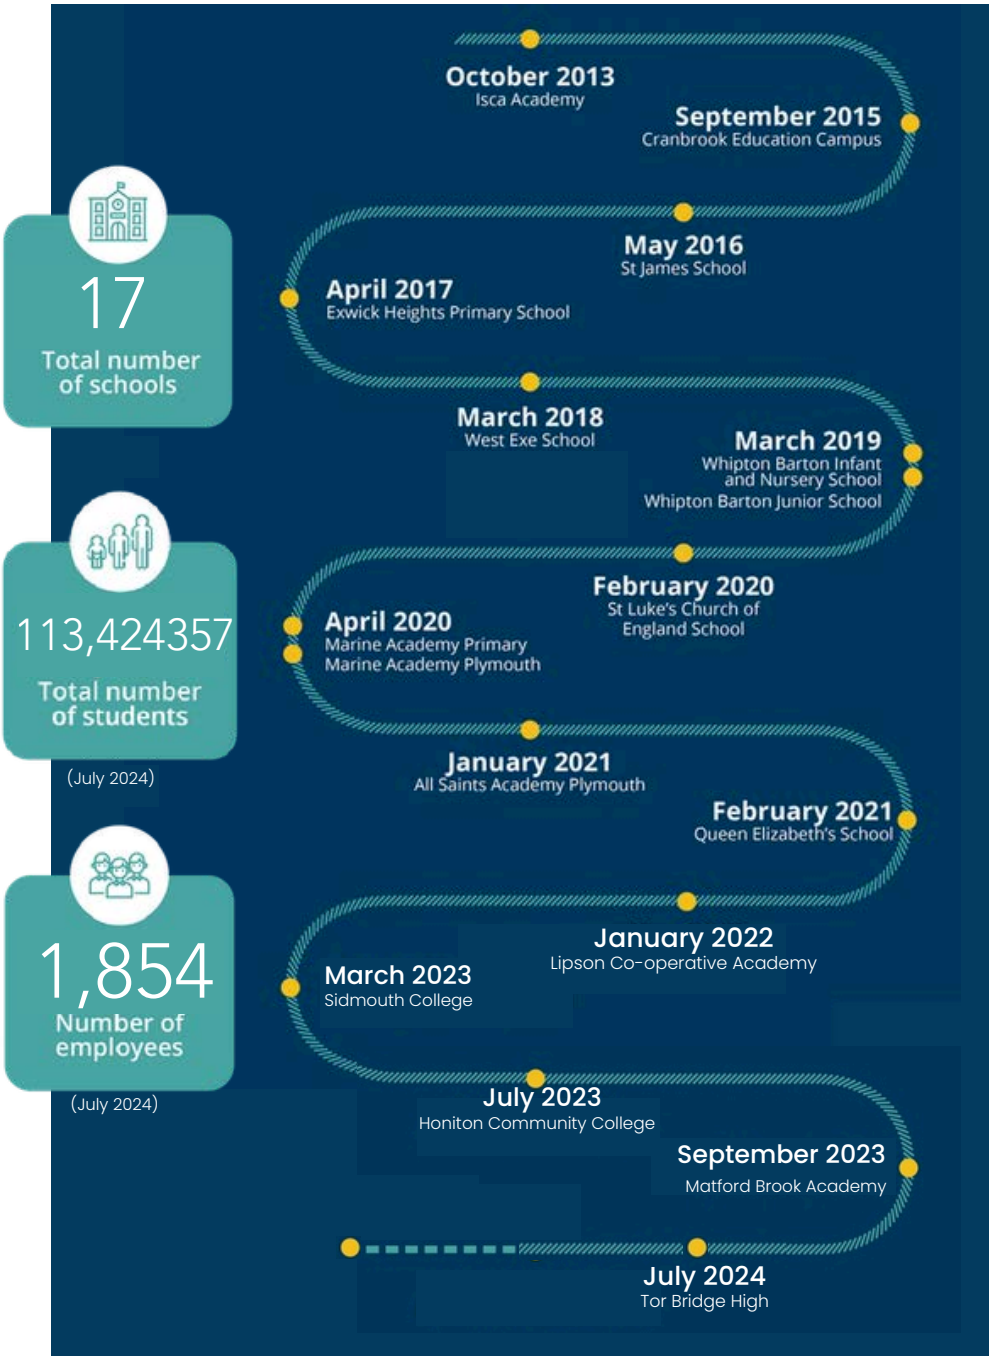 October 2013
Isca Academy
September 2015
Cranbrook Education Campus
May 2016
St James School
April 2017
Exwick Heights Primary School
17
Total number
of schools
March 2018
West Exe School
March 2019
Whipton Barton Infant
and Nursery School
Whipton Barton Junior School
February 2020
St Luke's Church of
England School
April 2020
Marine Academy Primary
Marine Academy Plymouth
113,424357
Total number
of students
(July 2024)
January 2021
All Saints Academy Plymouth
February 2021
Queen Elizabeth's School
January 2022
Lipson Co-operative Academy
March 2023
Sidmouth College
1,854
Number of
employees
(July 2024)
July 2023
Honiton Community College
September 2023
Matford Brook Academy
July 2024
Tor Bridge High